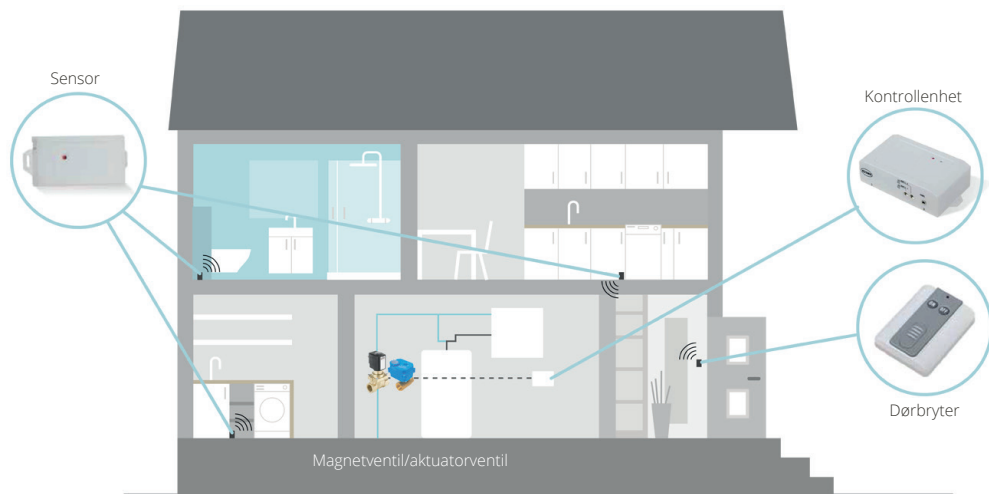 Sensor
Kontrollenhet
Dørbryter
Magnetventil/aktuatorventil